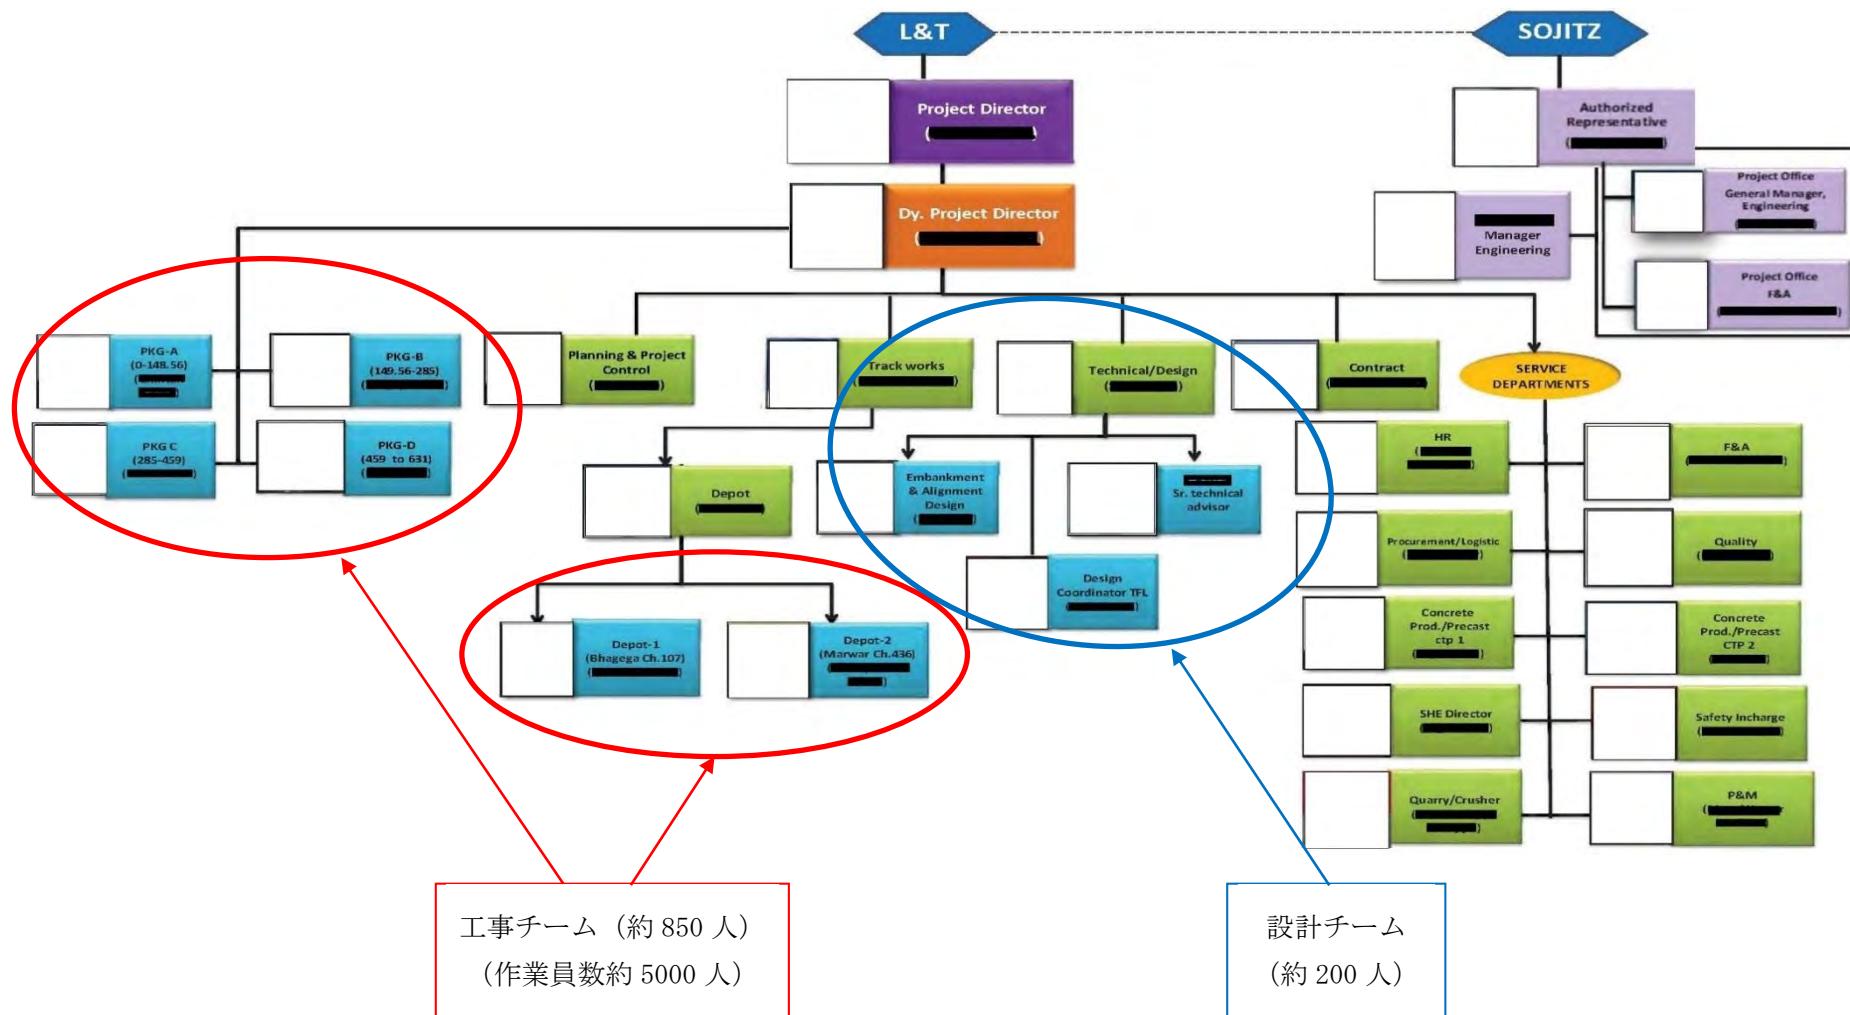 L&T
SOJITZ
Project Director
Authorized
Representative
Dy. Project Director
Project Office
General Manager,
Engineering
Manager
Engineering
Project Office
F&A
PKG-A
(0-148.56)
PKG-B
(149.56-285)
PKG C
(285-459)
PKG-D
(459 to 631)
Planning & Project
Control
Track works
Technical/Design
Contract
SERVICE
DEPARTMENTS
Depot
Embankment
& Alignment
Design
Sr. technical
advisor
Design
Coordinator TFL
Depot-1
(Bhagega Ch.107)
Depot-2
(Marwar Ch.436)
HR
F&A
Procurement/Logistic
Quality
Concrete
Prod./Precast
ctp 1
Concrete
Prod./Precast
CTP 2
SHE Director
Safety Incharge
Quarry/Crusher
P&M
工事チーム（約 850 人）
（作業員数約 5000 人）
設計チーム
（約 200 人）